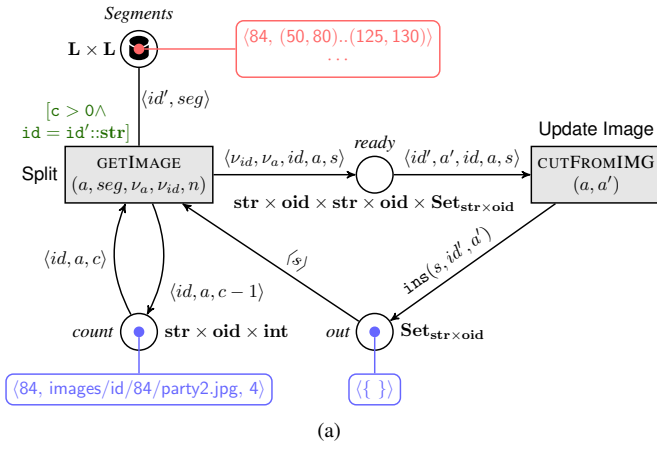 Segments
L × L
⟨84, (50,80)..(125,130)⟩
...
⟨id′, seg⟩
[c > 0∧
id = id′::str]
Split
GETIMAGE
(a, seg, ν_a, ν_id, n)
⟨ν_id, ν_a, id, a, s⟩
ready
str × oid × str × oid × Set_str×oid
⟨id′, a′, id, a, s⟩
Update Image
CUTFROMIMG
(a, a′)
⟨id, a, c⟩
⟨id, a, c − 1⟩
⟨s⟩
ins(s, id′, a′)
count
str × oid × int
out
Set_str×oid
⟨84, images/id/84/party2.jpg, 4⟩
⟨{ }⟩
(a)